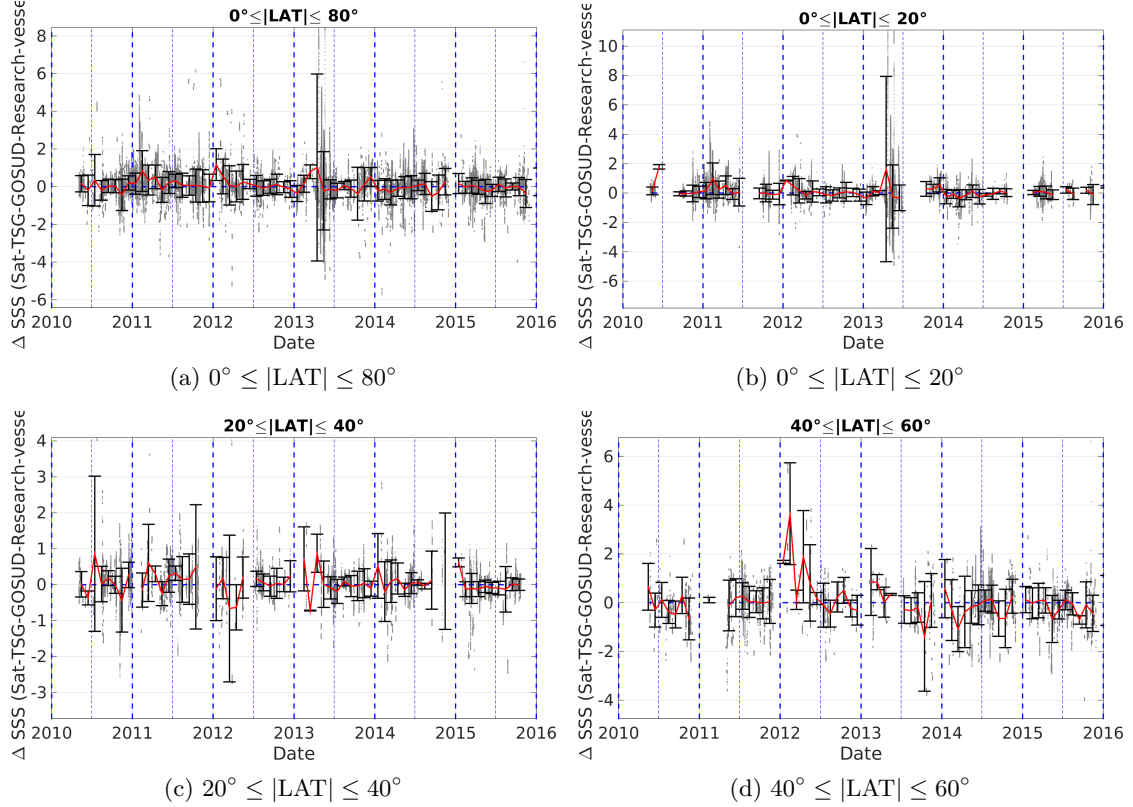 0°≤|LAT|≤ 80°
Δ SSS (Sat-TSG-GOSUD-Research-vesse
8
6
4
2
0
-2
-4
-6
2010 2011 2012 2013 2014 2015 2016
Date
(a) 0° ≤ |LAT| ≤ 80°
0°≤|LAT|≤ 20°
Δ SSS (Sat-TSG-GOSUD-Research-vesse
10
8
6
4
2
0
-2
-4
-6
2010 2011 2012 2013 2014 2015 2016
Date
(b) 0° ≤ |LAT| ≤ 20°
20°≤|LAT|≤ 40°
Δ SSS (Sat-TSG-GOSUD-Research-vesse
4
3
2
1
0
-1
-2
-3
2010 2011 2012 2013 2014 2015 2016
Date
(c) 20° ≤ |LAT| ≤ 40°
40°≤|LAT|≤ 60°
Δ SSS (Sat-TSG-GOSUD-Research-vesse
6
4
2
0
-2
-4
2010 2011 2012 2013 2014 2015 2016
Date
(d) 40° ≤ |LAT| ≤ 60°